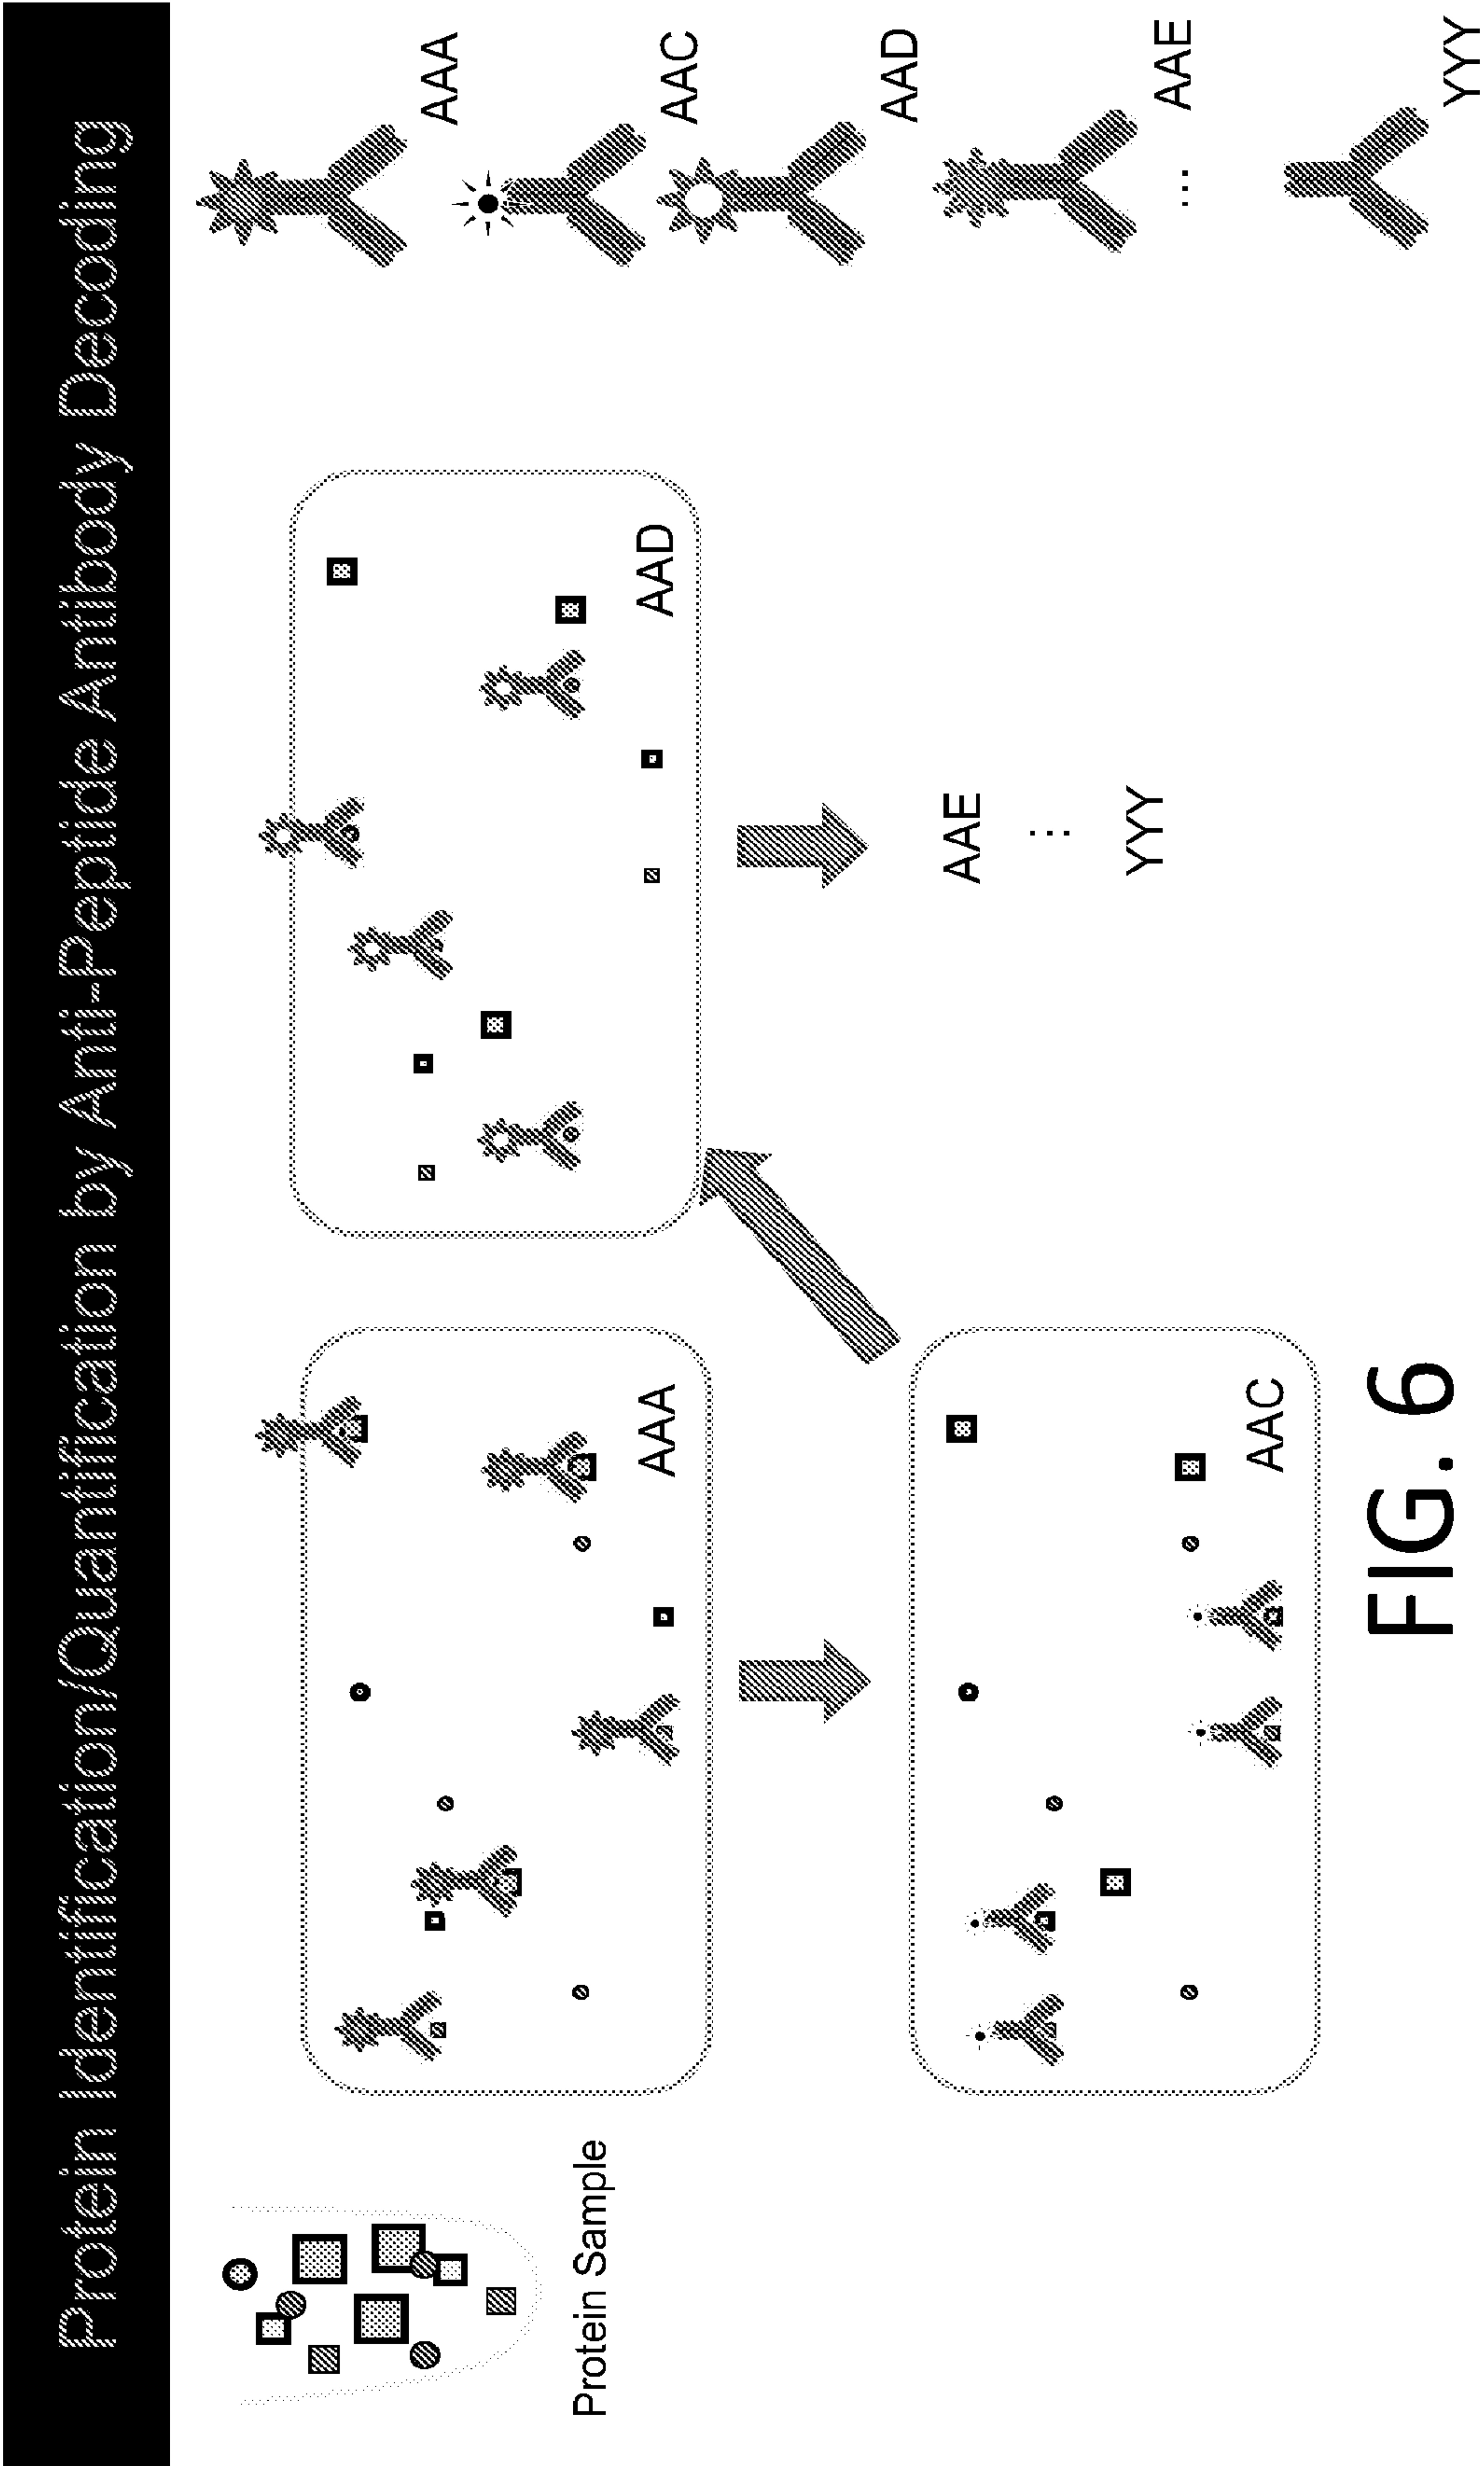 Protein Identification/Quantification by Anti-Peptide Antibody Decoding
Protein Sample
AAA
AAC
AAD
AAE
...
YYY
AAA
AAC
AAD
AAE
...
YYY
FIG. 6